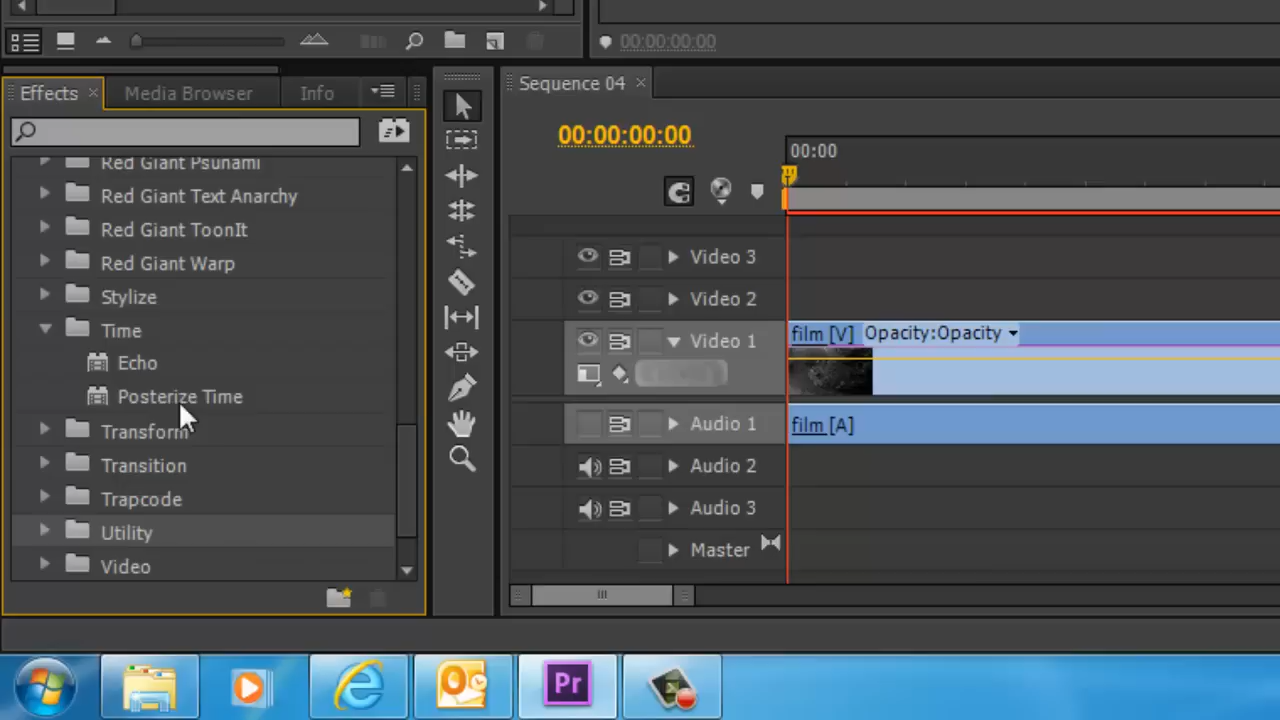 00:00:00:00
Effects
Media Browser
Info
Sequence 04
Red Giant Psunami
Red Giant Text Anarchy
Red Giant ToonIt
Red Giant Warp
Stylize
Time
Echo
Posterize Time
Transform
Transition
Trapcode
Utility
Video
00:00:00:00
00:00
Video 3
Video 2
Video 1
film [V] Opacity:Opacity
Audio 1
film [A]
Audio 2
Audio 3
Master
Pr